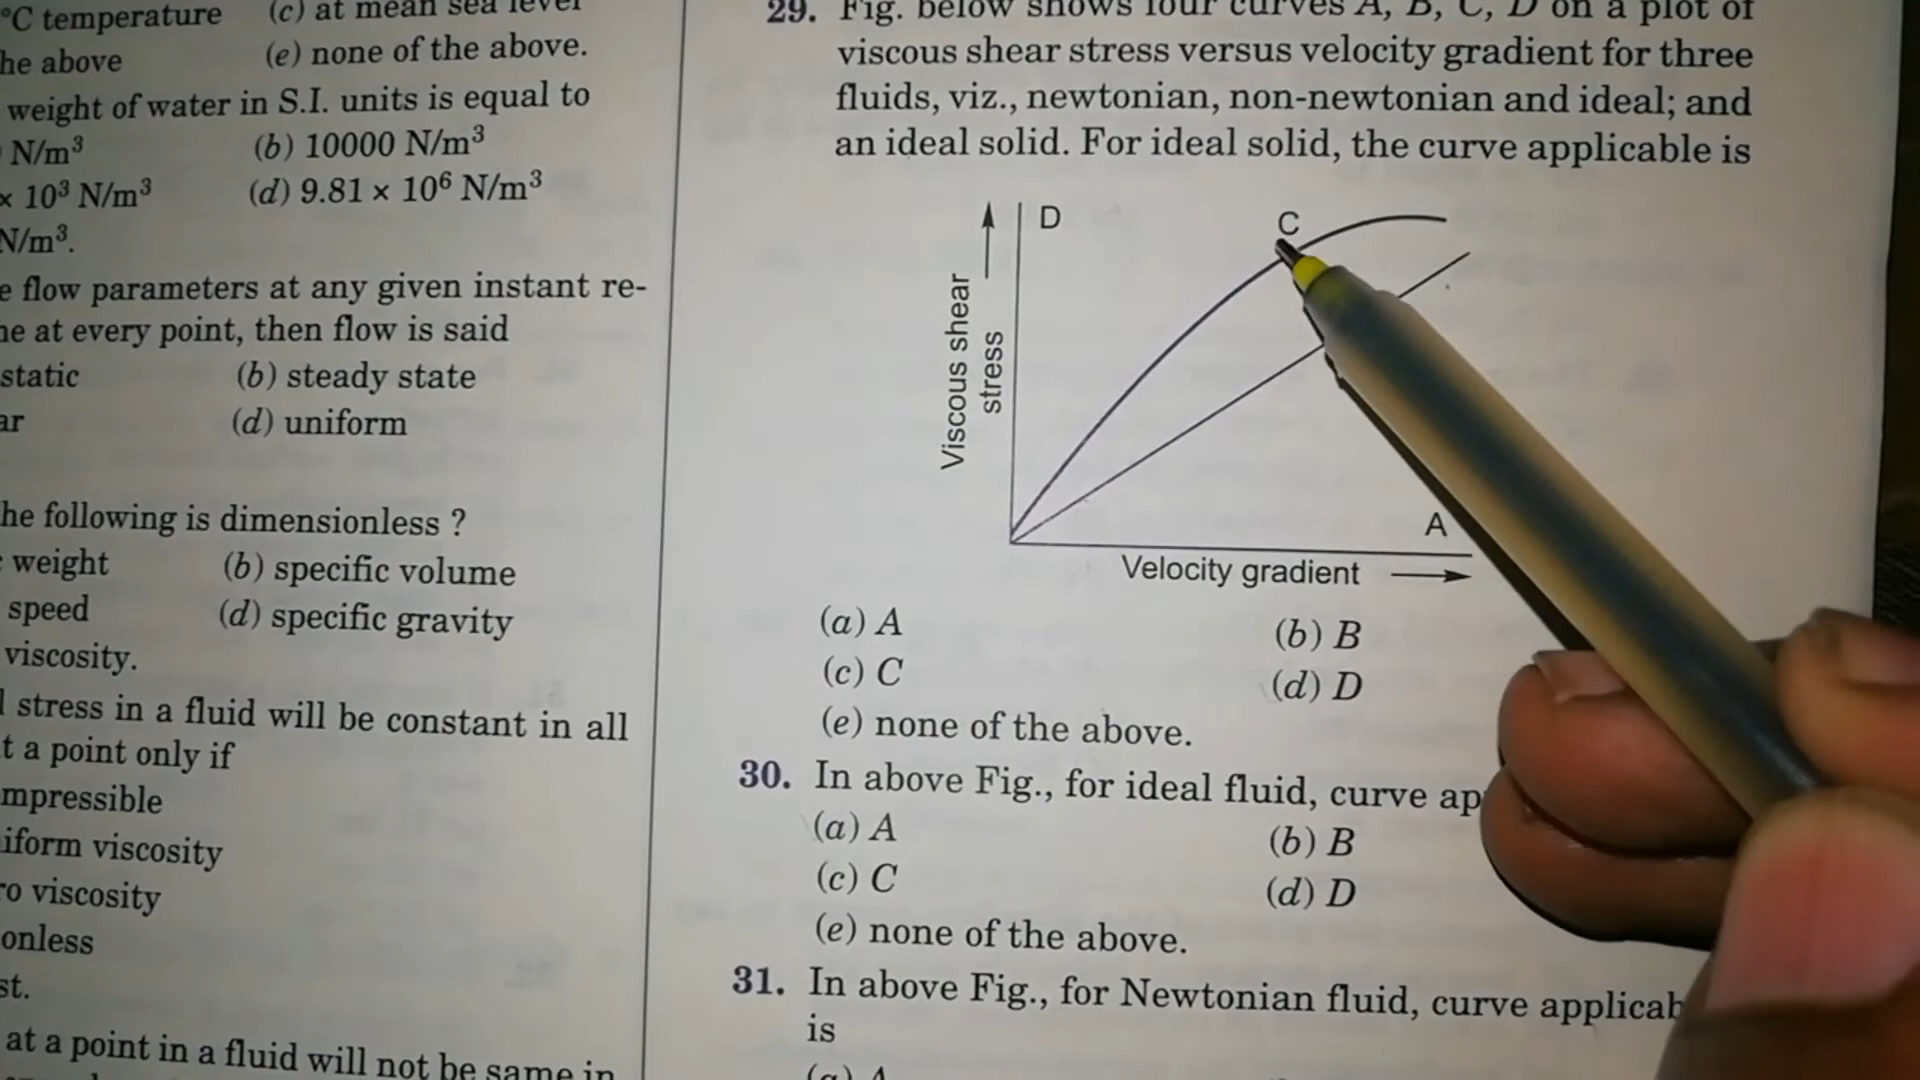 °C temperature (c) at mean sea level
he above (e) none of the above.
weight of water in S.I. units is equal to
N/m³ (b) 10000 N/m³
× 10³ N/m³ (d) 9.81 × 10⁶ N/m³
N/m³.
e flow parameters at any given instant re-
ne at every point, then flow is said
static (b) steady state
ar (d) uniform
he following is dimensionless ?
weight (b) specific volume
speed (d) specific gravity
viscosity.
l stress in a fluid will be constant in all
t a point only if
mpressible
iform viscosity
ro viscosity
onless
st.
at a point in a fluid will not be same in
29. Fig. below shows four curves A, B, C, D on a plot of
viscous shear stress versus velocity gradient for three
fluids, viz., newtonian, non-newtonian and ideal; and
an ideal solid. For ideal solid, the curve applicable is
D
C
Viscous shear
stress
A
Velocity gradient
(a) A (b) B
(c) C (d) D
(e) none of the above.
30. In above Fig., for ideal fluid, curve ap
(a) A (b) B
(c) C (d) D
(e) none of the above.
31. In above Fig., for Newtonian fluid, curve applicab
is
(a) A